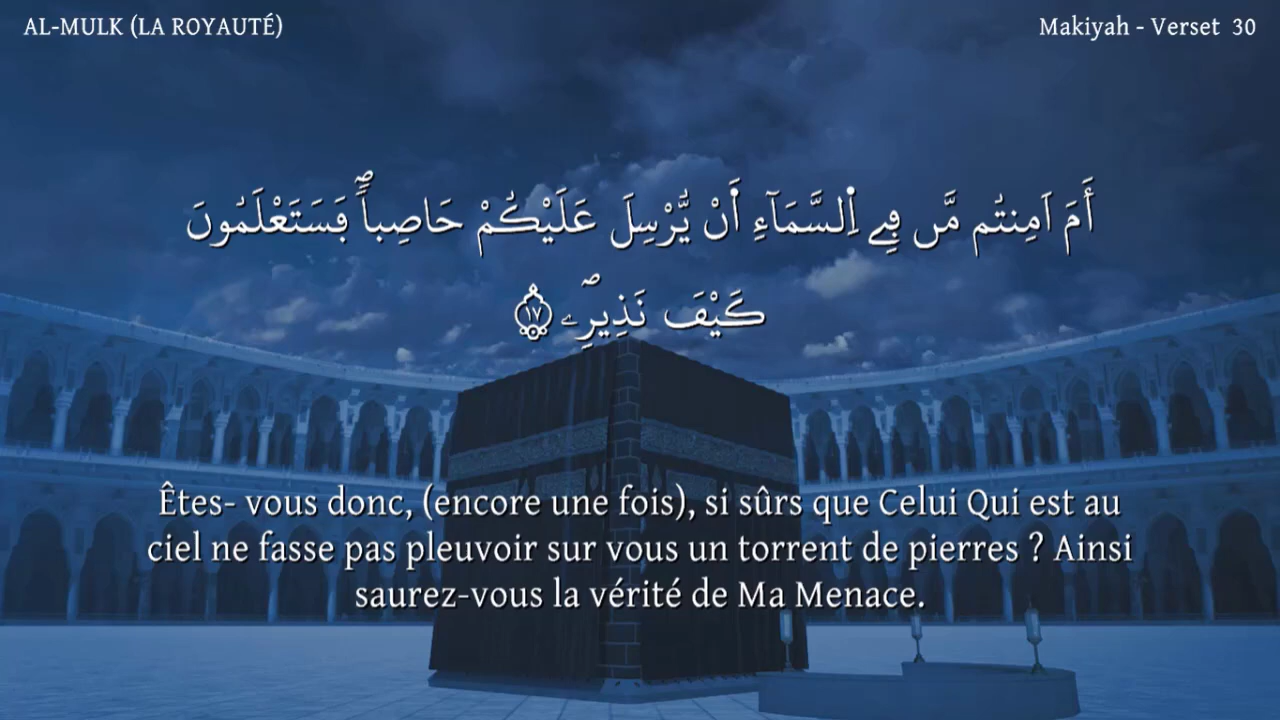 AL-MULK (LA ROYAUTÉ)
Makiyah - Verset 30
أَمَ اَمِنتُم مَّن فِے اِ۬لسَّمَآءِ اَ۬نْ يُّرْسِلَ عَلَيْكُمْ حَاصِباٗۖ فَسَتَعْلَمُونَ
كَيْفَ نَذِيرِۦۖ ۝١٧
Êtes- vous donc, (encore une fois), si sûrs que Celui Qui est au
ciel ne fasse pas pleuvoir sur vous un torrent de pierres ? Ainsi
saurez-vous la vérité de Ma Menace.